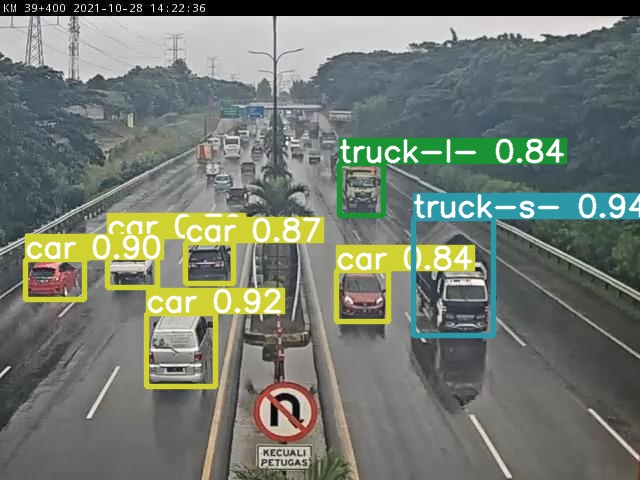 KM 39+400 2021-10-28 14:22:36
truck-l- 0.84
truck-s- 0.94
car
car 0.87
car 0.90
car 0.84
car 0.92
KECUALI
PETUGAS